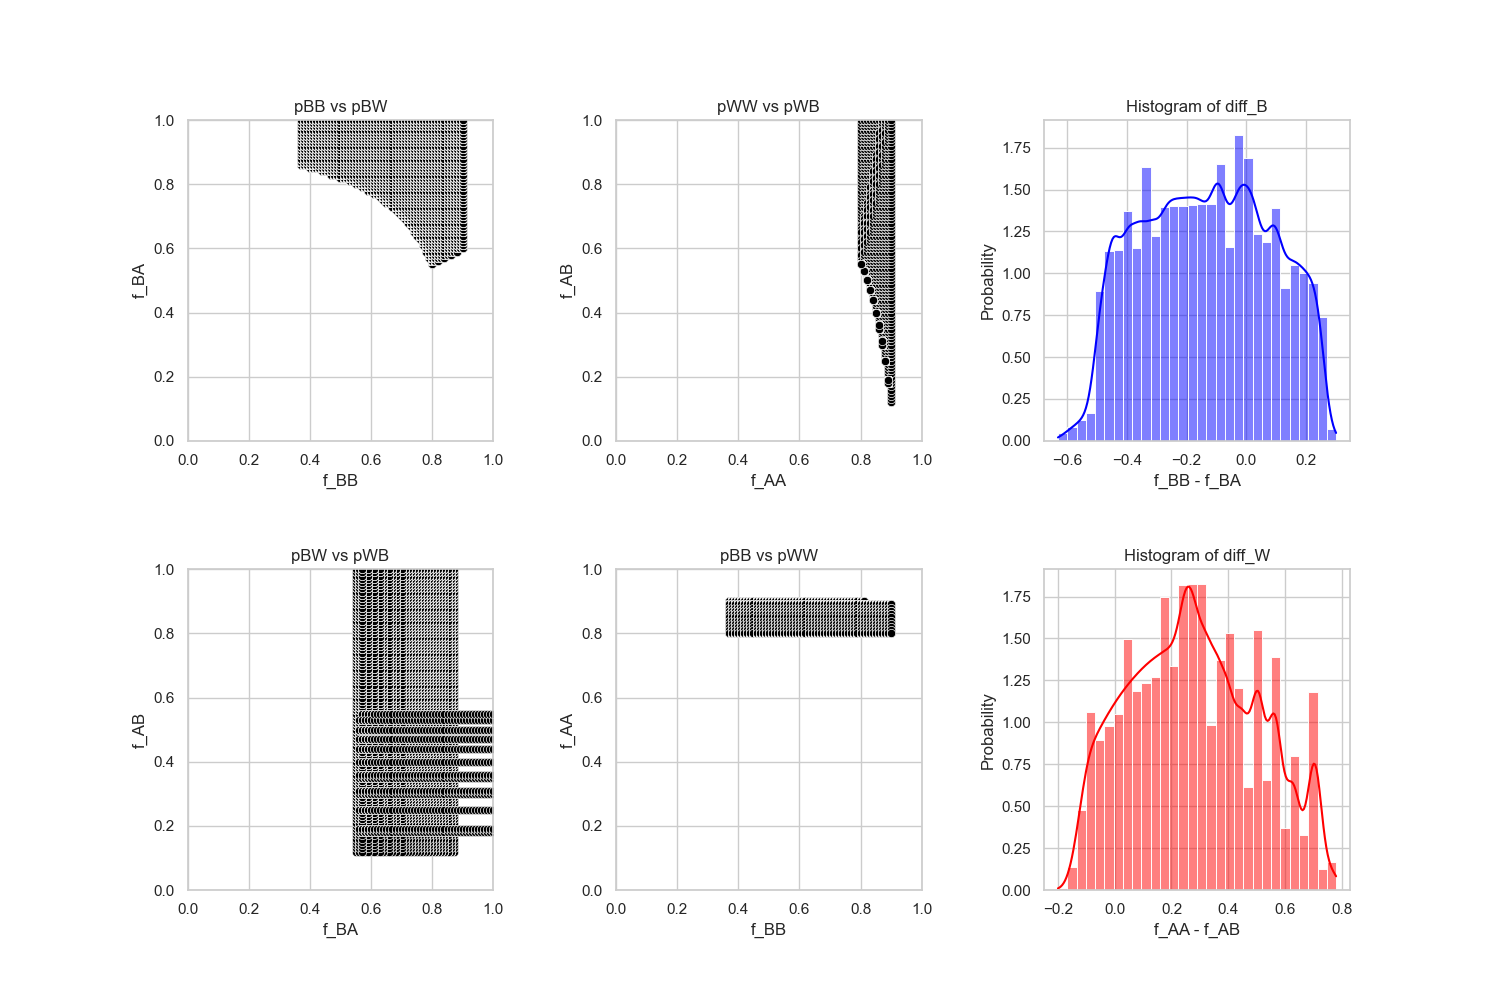 pBB vs pBW
1.0
0.8
0.6
0.4
0.2
0.0
f_BA
0.0 0.2 0.4 0.6 0.8 1.0
f_BB
pWW vs pWB
1.0
0.8
0.6
0.4
0.2
0.0
f_AB
0.0 0.2 0.4 0.6 0.8 1.0
f_AA
Histogram of diff_B
1.75
1.50
1.25
1.00
0.75
0.50
0.25
0.00
Probability
−0.6 −0.4 −0.2 0.0 0.2
f_BB - f_BA
pBW vs pWB
1.0
0.8
0.6
0.4
0.2
0.0
f_AB
0.0 0.2 0.4 0.6 0.8 1.0
f_BA
pBB vs pWW
1.0
0.8
0.6
0.4
0.2
0.0
f_AA
0.0 0.2 0.4 0.6 0.8 1.0
f_BB
Histogram of diff_W
1.75
1.50
1.25
1.00
0.75
0.50
0.25
0.00
Probability
−0.2 0.0 0.2 0.4 0.6 0.8
f_AA - f_AB